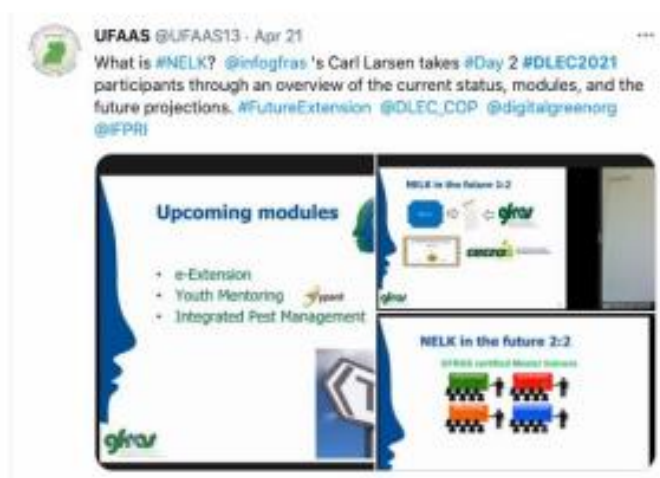 UFAAS @UFAAS13 · Apr 21
What is #NELK? @infogfras 's Carl Larsen takes #Day 2 #DLEC2021
participants through an overview of the current status, modules, and the
future projections. #FutureExtension @DLEC_COP @digitalgreenorg
@IFPRI
Upcoming modules
• e-Extension
• Youth Mentoring
• Integrated Pest Management
gfras
NELK in the future 1:2
gfras
gfras
NELK in the future 2:2
GFRAS certified Master trainers